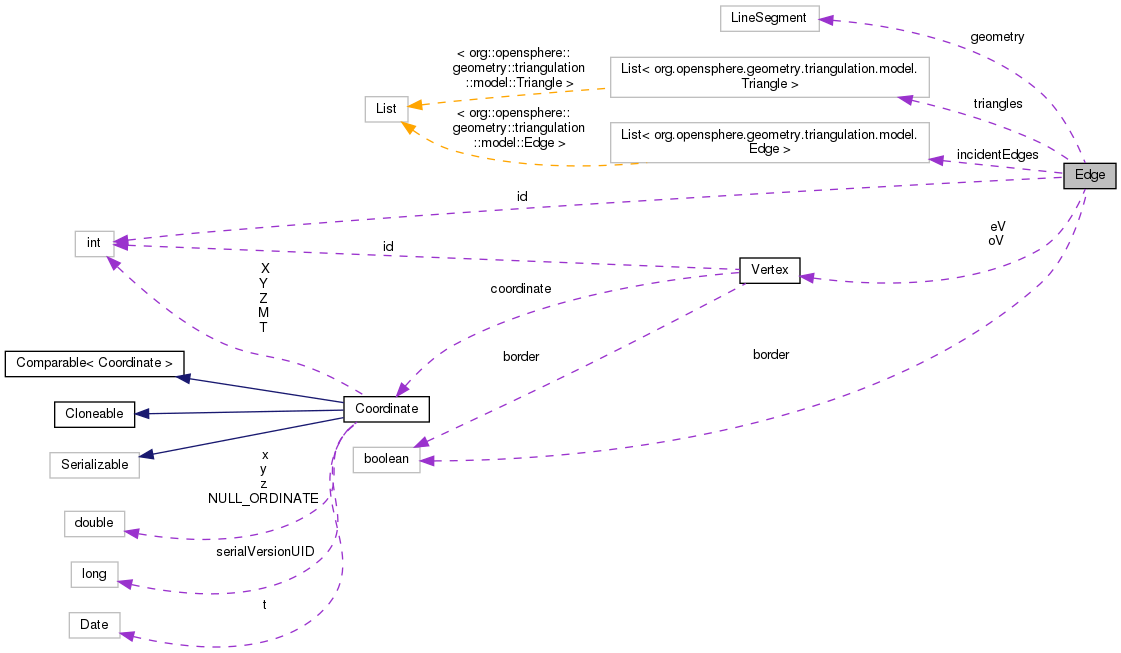 LineSegment
geometry
< org::opensphere::
geometry::triangulation
::model::Triangle >
List< org.opensphere.geometry.triangulation.model.
Triangle >
triangles
List
< org::opensphere::
geometry::triangulation
::model::Edge >
List< org.opensphere.geometry.triangulation.model.
Edge >
incidentEdges
Edge
id
int
id
eV
oV
Vertex
X
Y
Z
M
T
coordinate
border
border
Comparable< Coordinate >
Cloneable
Coordinate
Serializable
boolean
x
y
z
NULL_ORDINATE
double
serialVersionUID
long
t
Date